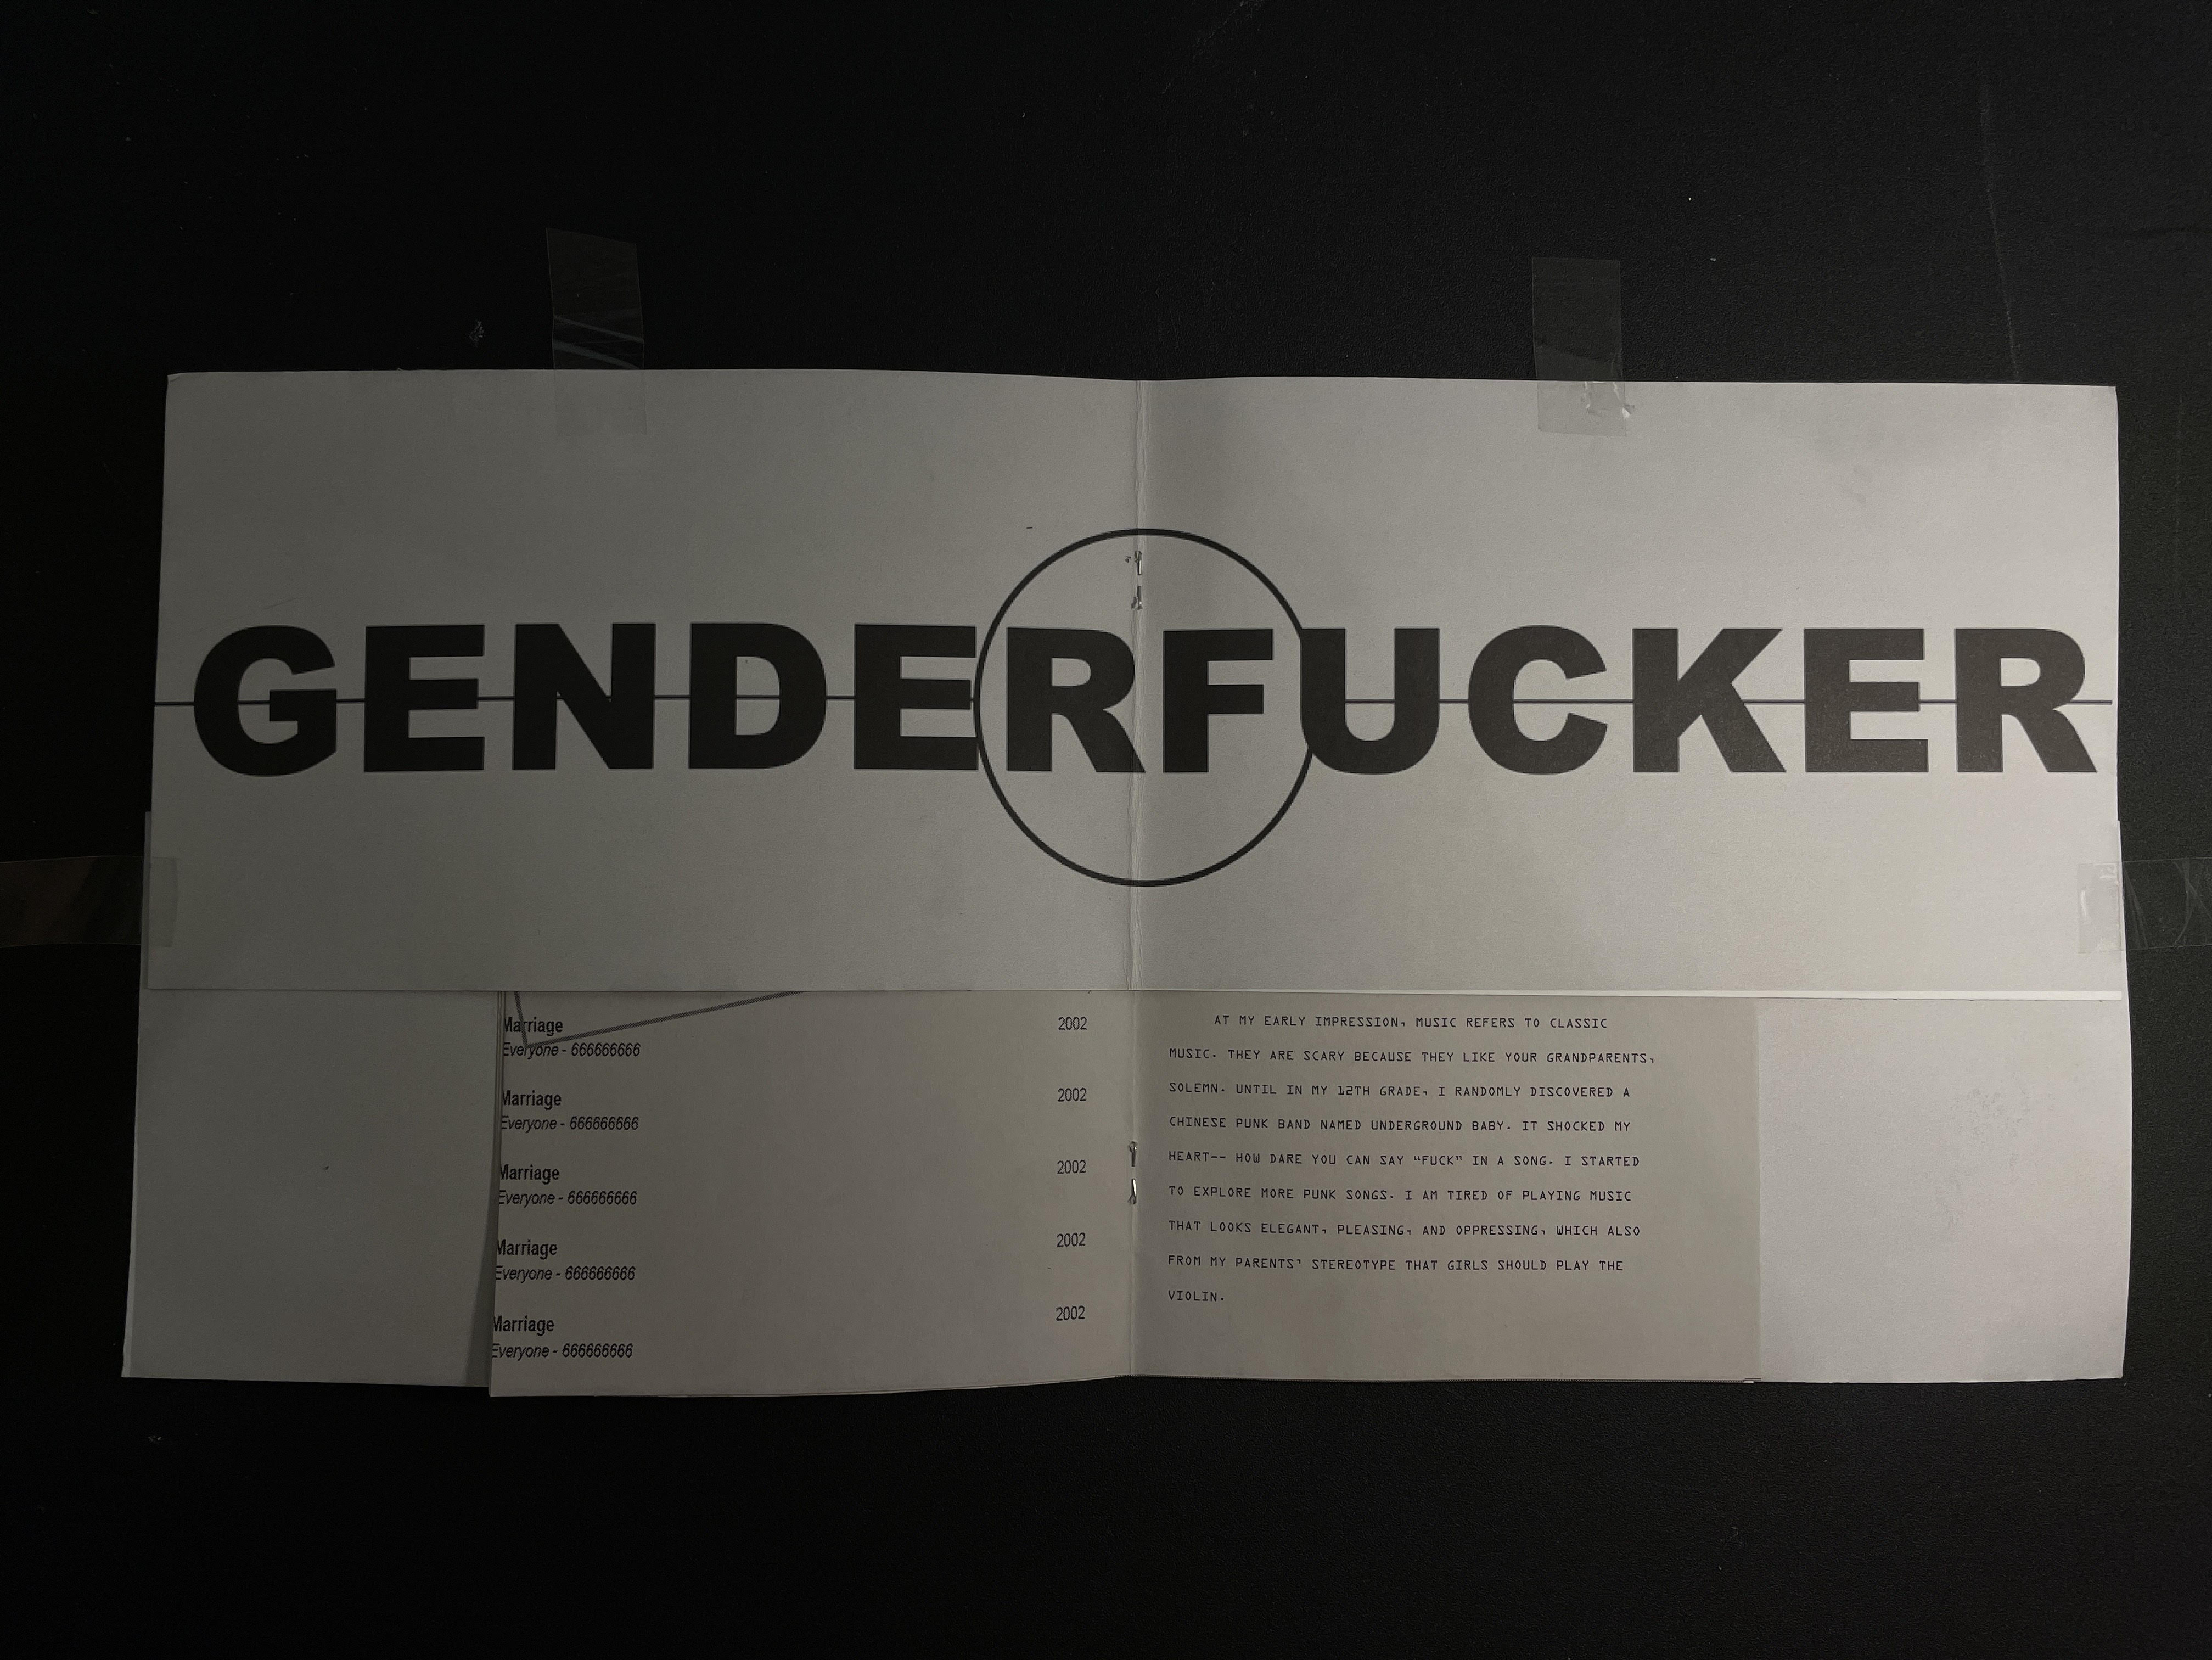 GENDERFUCKER
Marriage 2002
Everyone - 666666666
Marriage 2002
Everyone - 666666666
Marriage 2002
Everyone - 666666666
Marriage 2002
Everyone - 666666666
Marriage 2002
Everyone - 666666666
AT MY EARLY IMPRESSION, MUSIC REFERS TO CLASSIC
MUSIC. THEY ARE SCARY BECAUSE THEY LIKE YOUR GRANDPARENTS,
SOLEMN. UNTIL IN MY 12TH GRADE, I RANDOMLY DISCOVERED A
CHINESE PUNK BAND NAMED UNDERGROUND BABY. IT SHOCKED MY
HEART-- HOW DARE YOU CAN SAY “FUCK” IN A SONG. I STARTED
TO EXPLORE MORE PUNK SONGS. I AM TIRED OF PLAYING MUSIC
THAT LOOKS ELEGANT, PLEASING, AND OPPRESSING, WHICH ALSO
FROM MY PARENTS' STEREOTYPE THAT GIRLS SHOULD PLAY THE
VIOLIN.